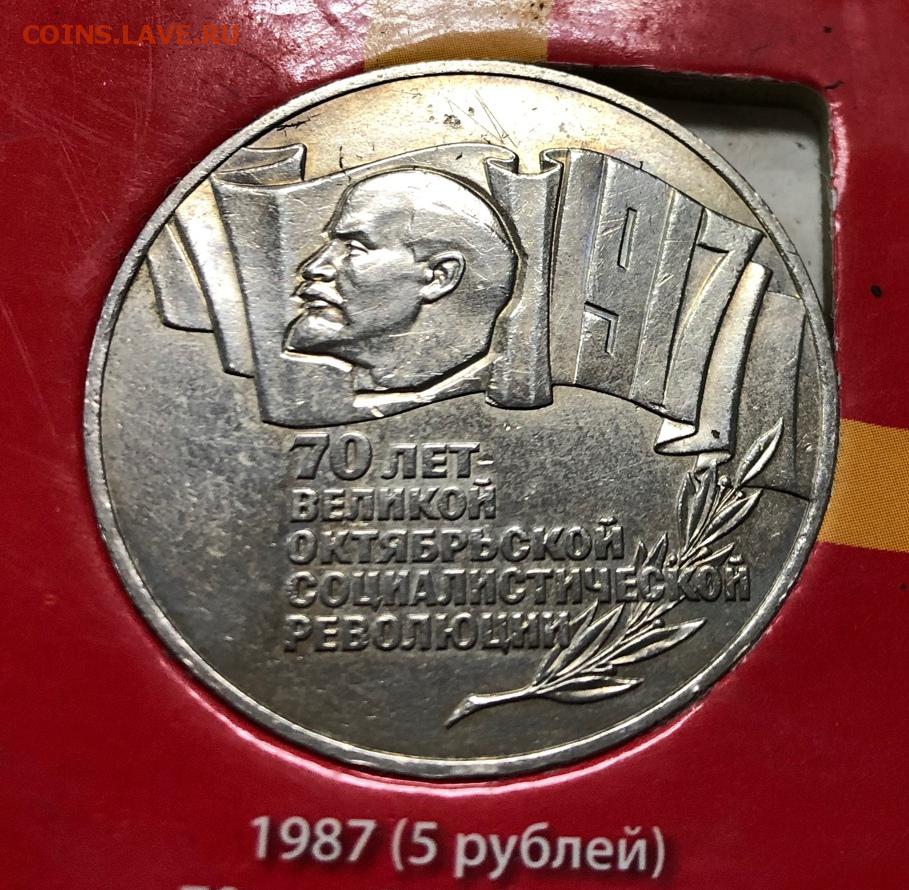 COINS.LAVE.RU
1917
70 ЛЕТ
ВЕЛИКОЙ
ОКТЯБРЬСКОЙ
СОЦИАЛИСТИЧЕСКОЙ
РЕВОЛЮЦИИ
1987 (5 рублей)